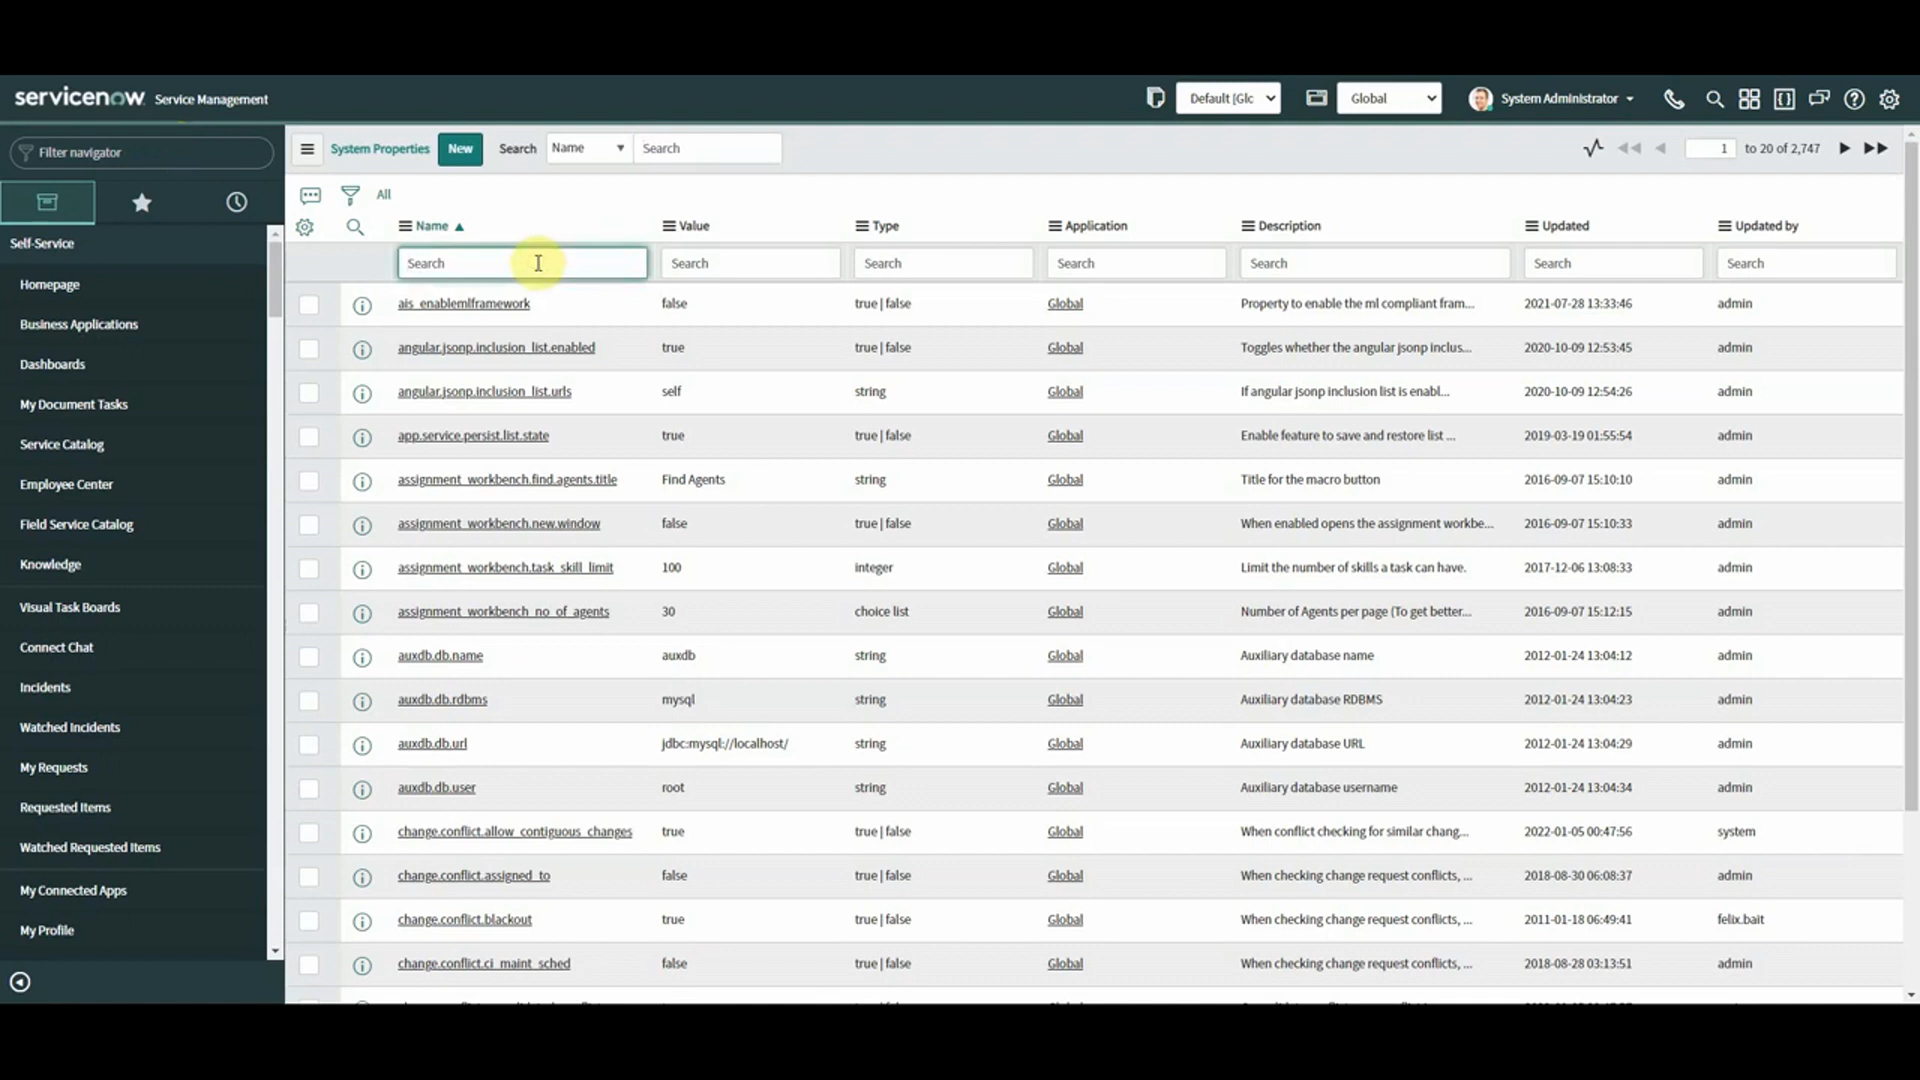 servicenow Service Management Default [Glc Global System Administrator
Filter navigator
Self-Service
Homepage
Business Applications
Dashboards
My Document Tasks
Service Catalog
Employee Center
Field Service Catalog
Knowledge
Visual Task Boards
Connect Chat
Incidents
Watched Incidents
My Requests
Requested Items
Watched Requested Items
My Connected Apps
My Profile
System Properties New Search Name Search 1 to 20 of 2,747
All
Name Value Type Application Description Updated Updated by
Search Search Search Search Search Search Search
ais_enablemlframework false true | false Global Property to enable the ml compliant fram... 2021-07-28 13:33:46 admin
angular.jsonp.inclusion_list.enabled true true | false Global Toggles whether the angular jsonp inclus... 2020-10-09 12:53:45 admin
angular.jsonp.inclusion_list.urls self string Global If angular jsonp inclusion list is enabl... 2020-10-09 12:54:26 admin
app.service.persist.list.state true true | false Global Enable feature to save and restore list ... 2019-03-19 01:55:54 admin
assignment_workbench.find.agents.title Find Agents string Global Title for the macro button 2016-09-07 15:10:10 admin
assignment_workbench.new.window false true | false Global When enabled opens the assignment workbe... 2016-09-07 15:10:33 admin
assignment_workbench.task_skill_limit 100 integer Global Limit the number of skills a task can have. 2017-12-06 13:08:33 admin
assignment_workbench_no_of_agents 30 choice list Global Number of Agents per page (To get better... 2016-09-07 15:12:15 admin
auxdb.db.name auxdb string Global Auxiliary database name 2012-01-24 13:04:12 admin
auxdb.db.rdbms mysql string Global Auxiliary database RDBMS 2012-01-24 13:04:23 admin
auxdb.db.url jdbc:mysql://localhost/ string Global Auxiliary database URL 2012-01-24 13:04:29 admin
auxdb.db.user root string Global Auxiliary database username 2012-01-24 13:04:34 admin
change.conflict.allow_contiguous_changes true true | false Global When conflict checking for similar chang... 2022-01-05 00:47:56 system
change.conflict.assigned_to false true | false Global When checking change request conflicts, ... 2018-08-30 06:08:37 admin
change.conflict.blackout true true | false Global When checking change request conflicts, ... 2011-01-18 06:49:41 felix.bait
change.conflict.ci_maint_sched false true | false Global When checking change request conflicts, ... 2018-08-28 03:13:51 admin